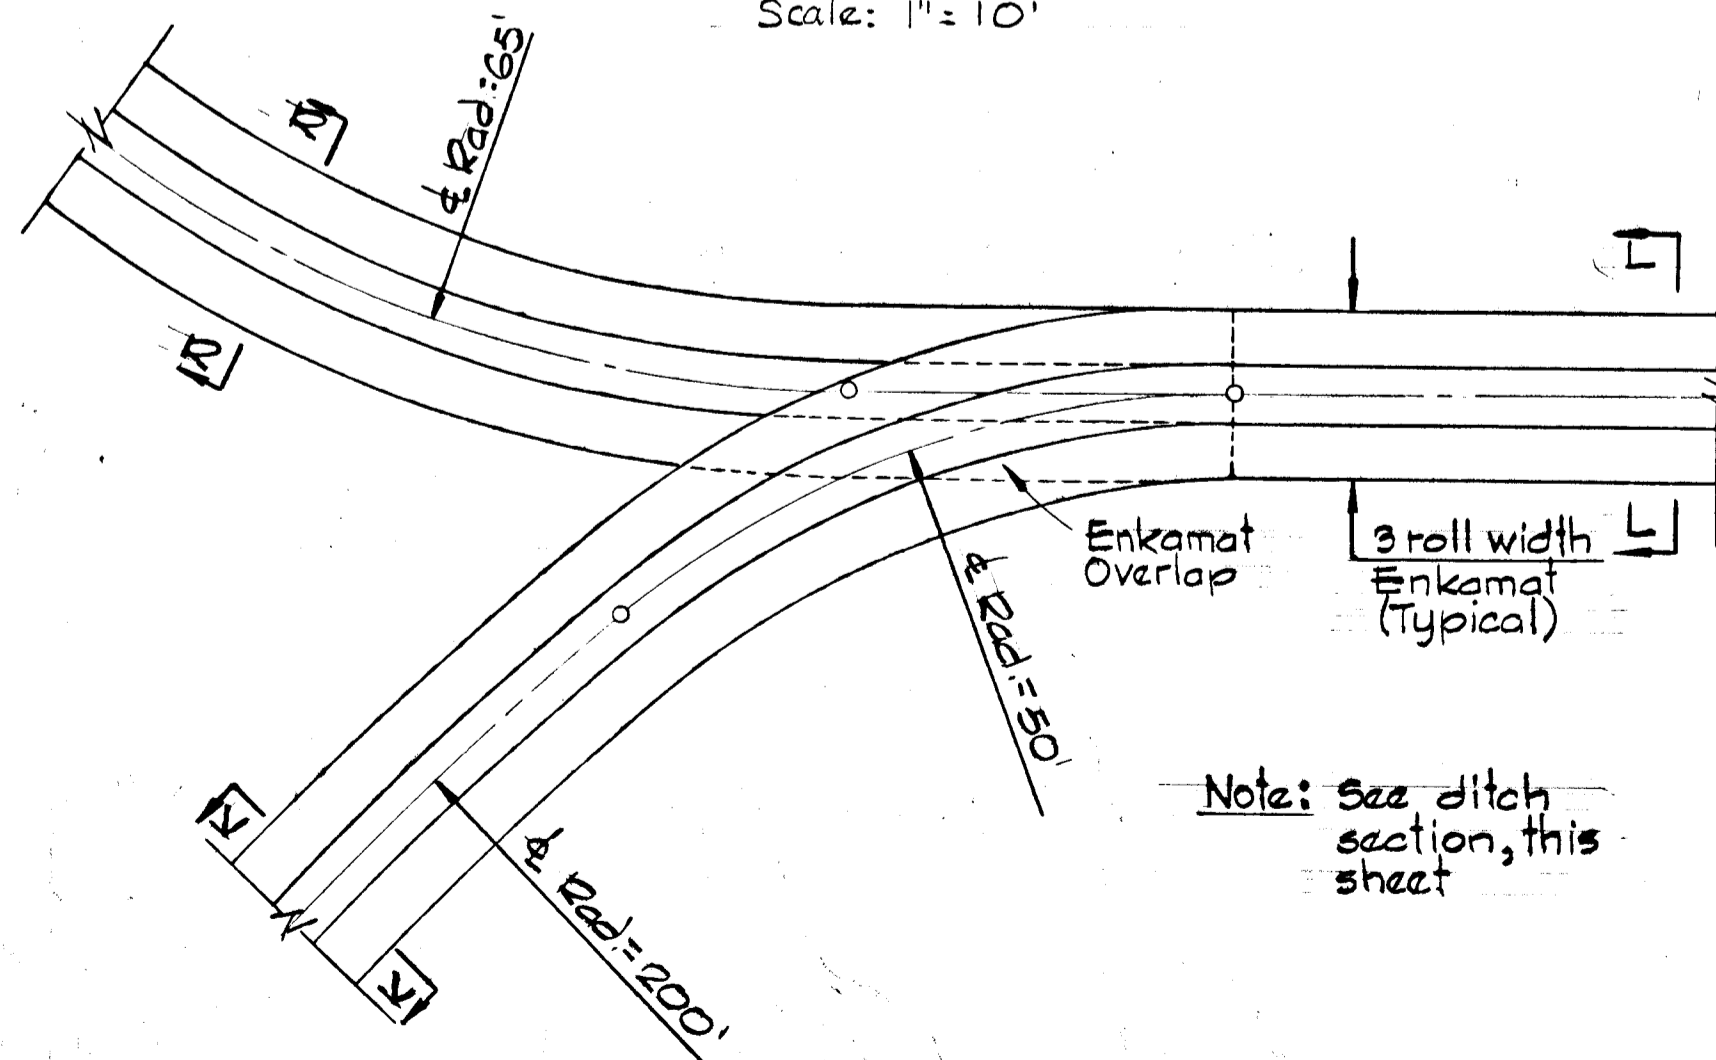 Scale: 1" = 10'
℄ Rad.=65'
R
R
L
L
Enkamat
Overlap
3 roll width
Enkamat
(Typical)
℄ Rad.=50'
Note: See ditch
section, this
sheet
K
K
℄ Rad.=200'